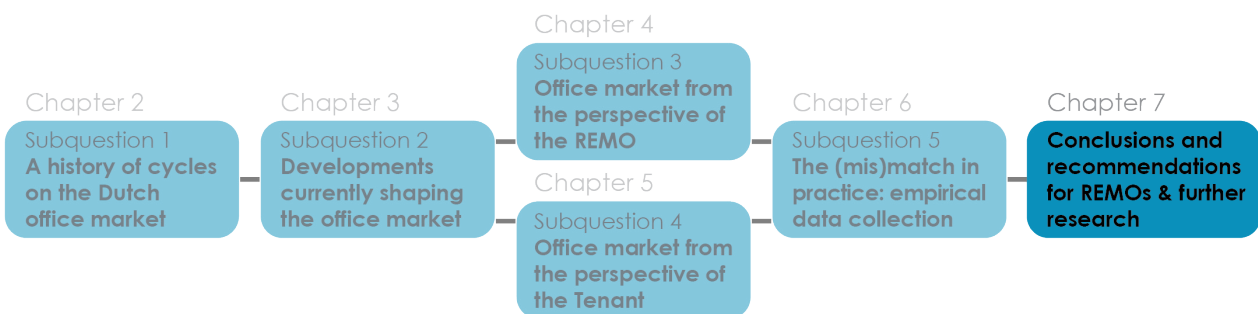 Chapter 2
Subquestion 1
A history of cycles
on the Dutch
office market
Chapter 3
Subquestion 2
Developments
currently shaping
the office market
Chapter 4
Subquestion 3
Office market from
the perspective of
the REMO
Chapter 5
Subquestion 4
Office market from
the perspective of
the Tenant
Chapter 6
Subquestion 5
The (mis)match in
practice: empirical
data collection
Chapter 7
Conclusions and
recommendations
for REMOs & further
research